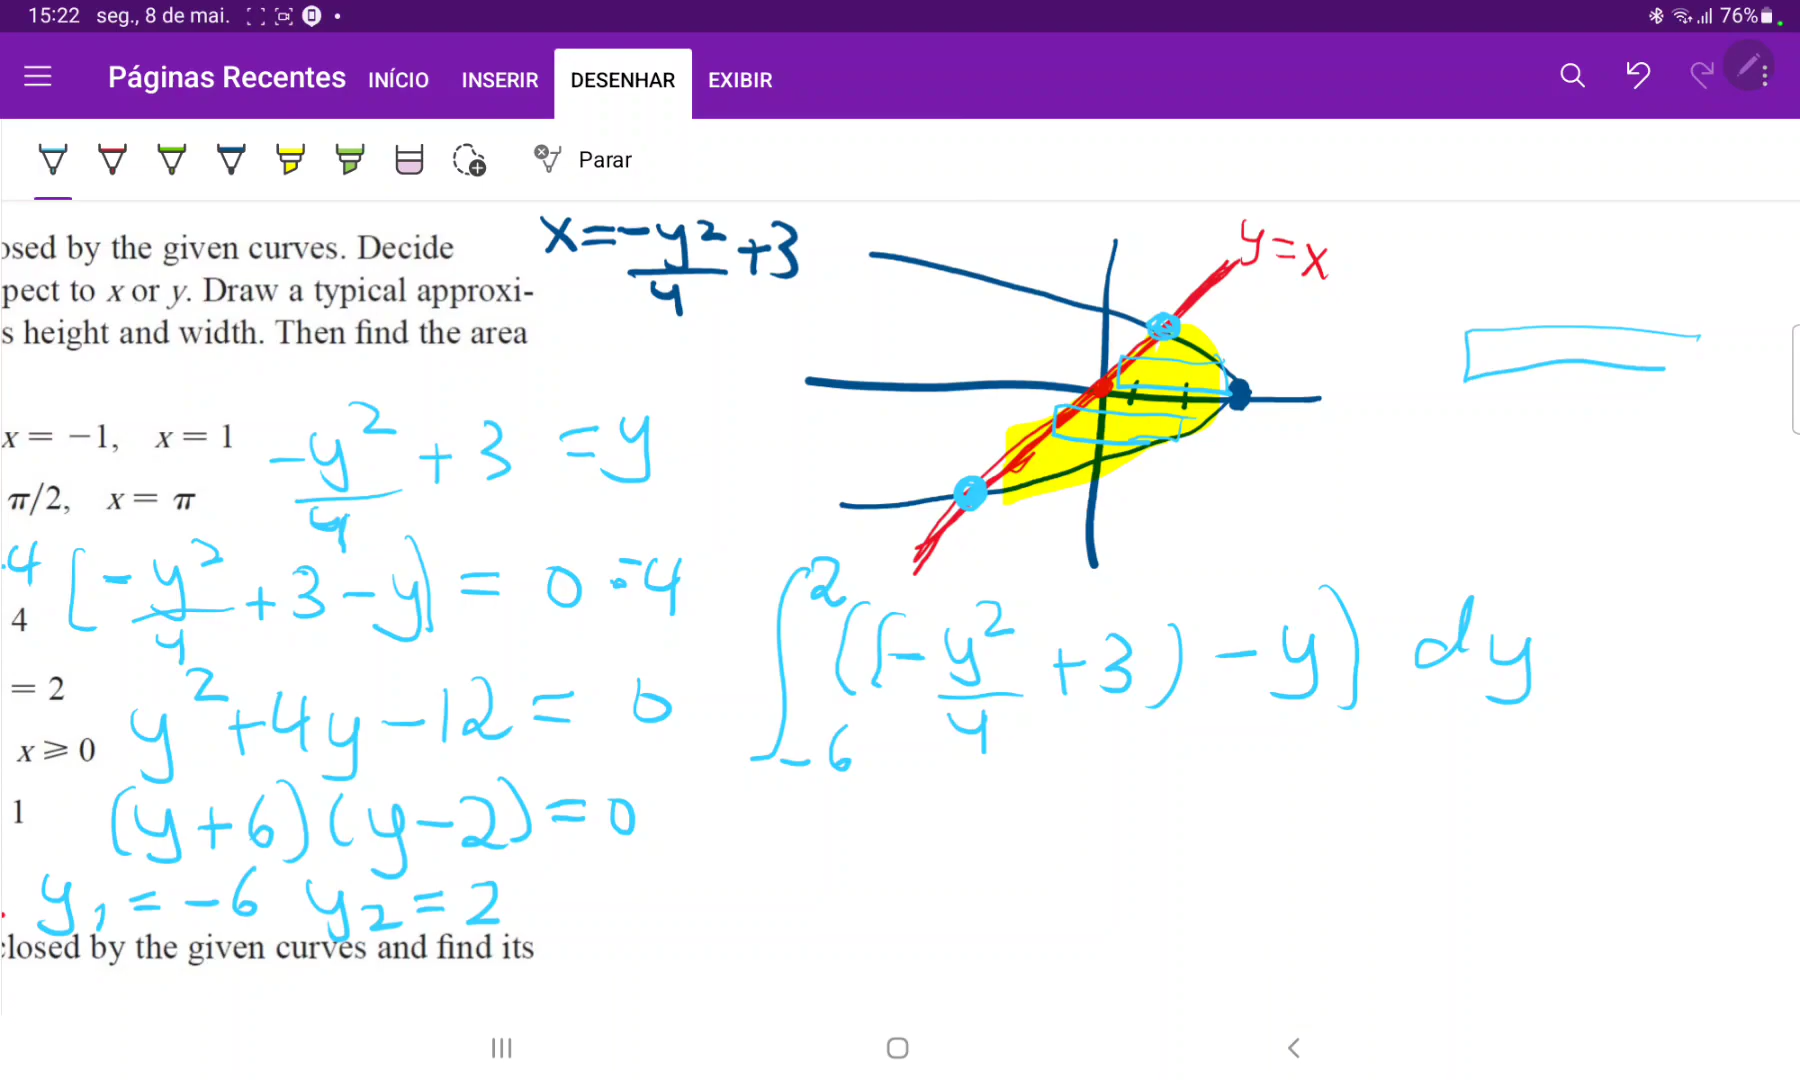 15:22 seg., 8 de mai.
76%
Páginas Recentes INÍCIO INSERIR DESENHAR EXIBIR
Parar
osed by the given curves. Decide
pect to x or y. Draw a typical approxi-
s height and width. Then find the area
x = -y²/4 + 3
y = x
x = −1, x = 1
-y²/4 + 3 = y
π/2, x = π
.4 [-y²/4 + 3 - y] = 0 · -4
4
∫_{-6}^{2} ((-y²/4 + 3) - y) dy
= 2
y² + 4y - 12 = 0
x ⩾ 0
(y + 6)(y - 2) = 0
1
y₁ = -6 y₂ = 2
closed by the given curves and find its